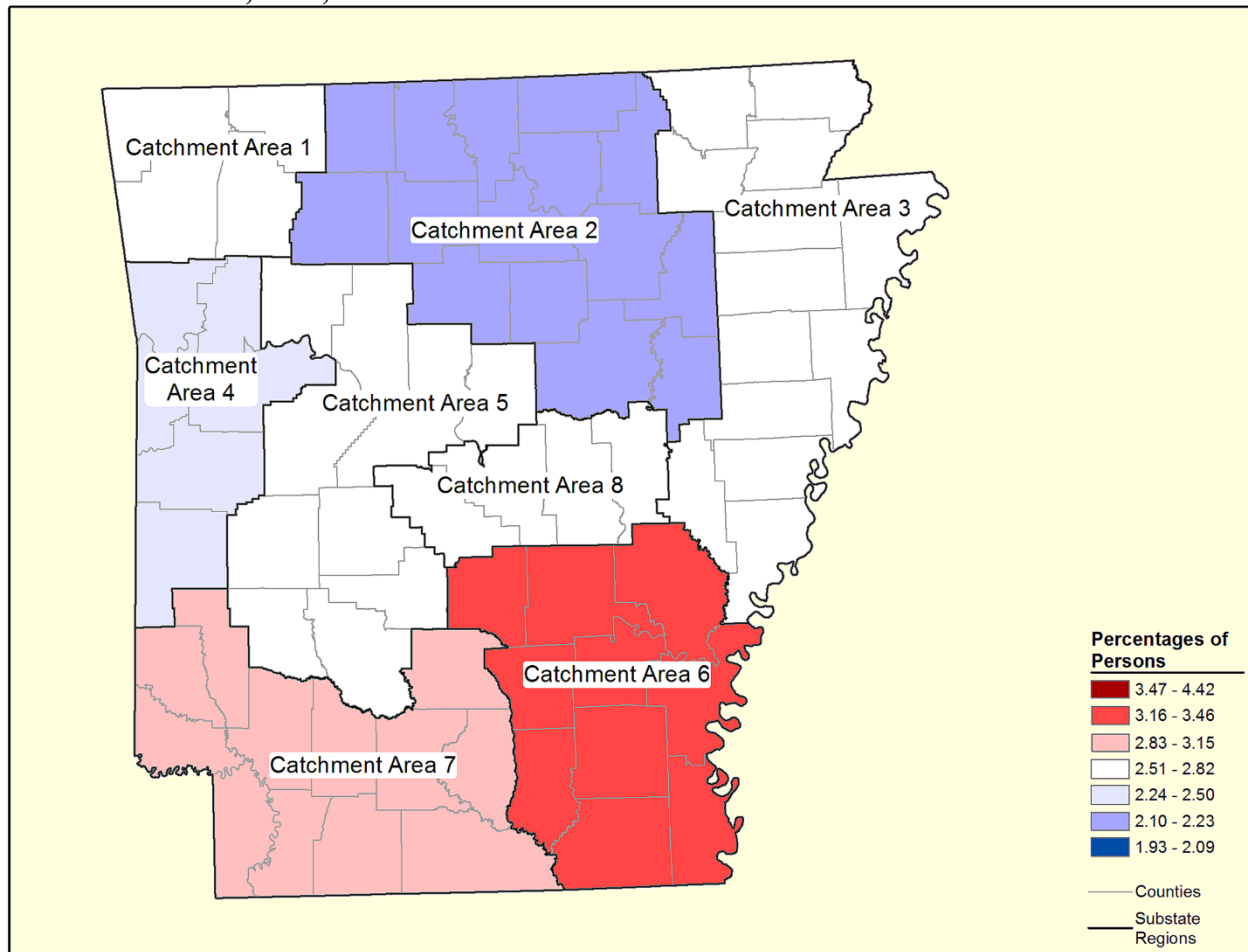 Catchment Area 1
Catchment Area 3
Catchment Area 2
Catchment
Area 4
Catchment Area 5
Catchment Area 8
Catchment Area 6
Catchment Area 7
Percentages of
Persons
3.47 - 4.42
3.16 - 3.46
2.83 - 3.15
2.51 - 2.82
2.24 - 2.50
2.10 - 2.23
1.93 - 2.09
Counties
Substate
Regions